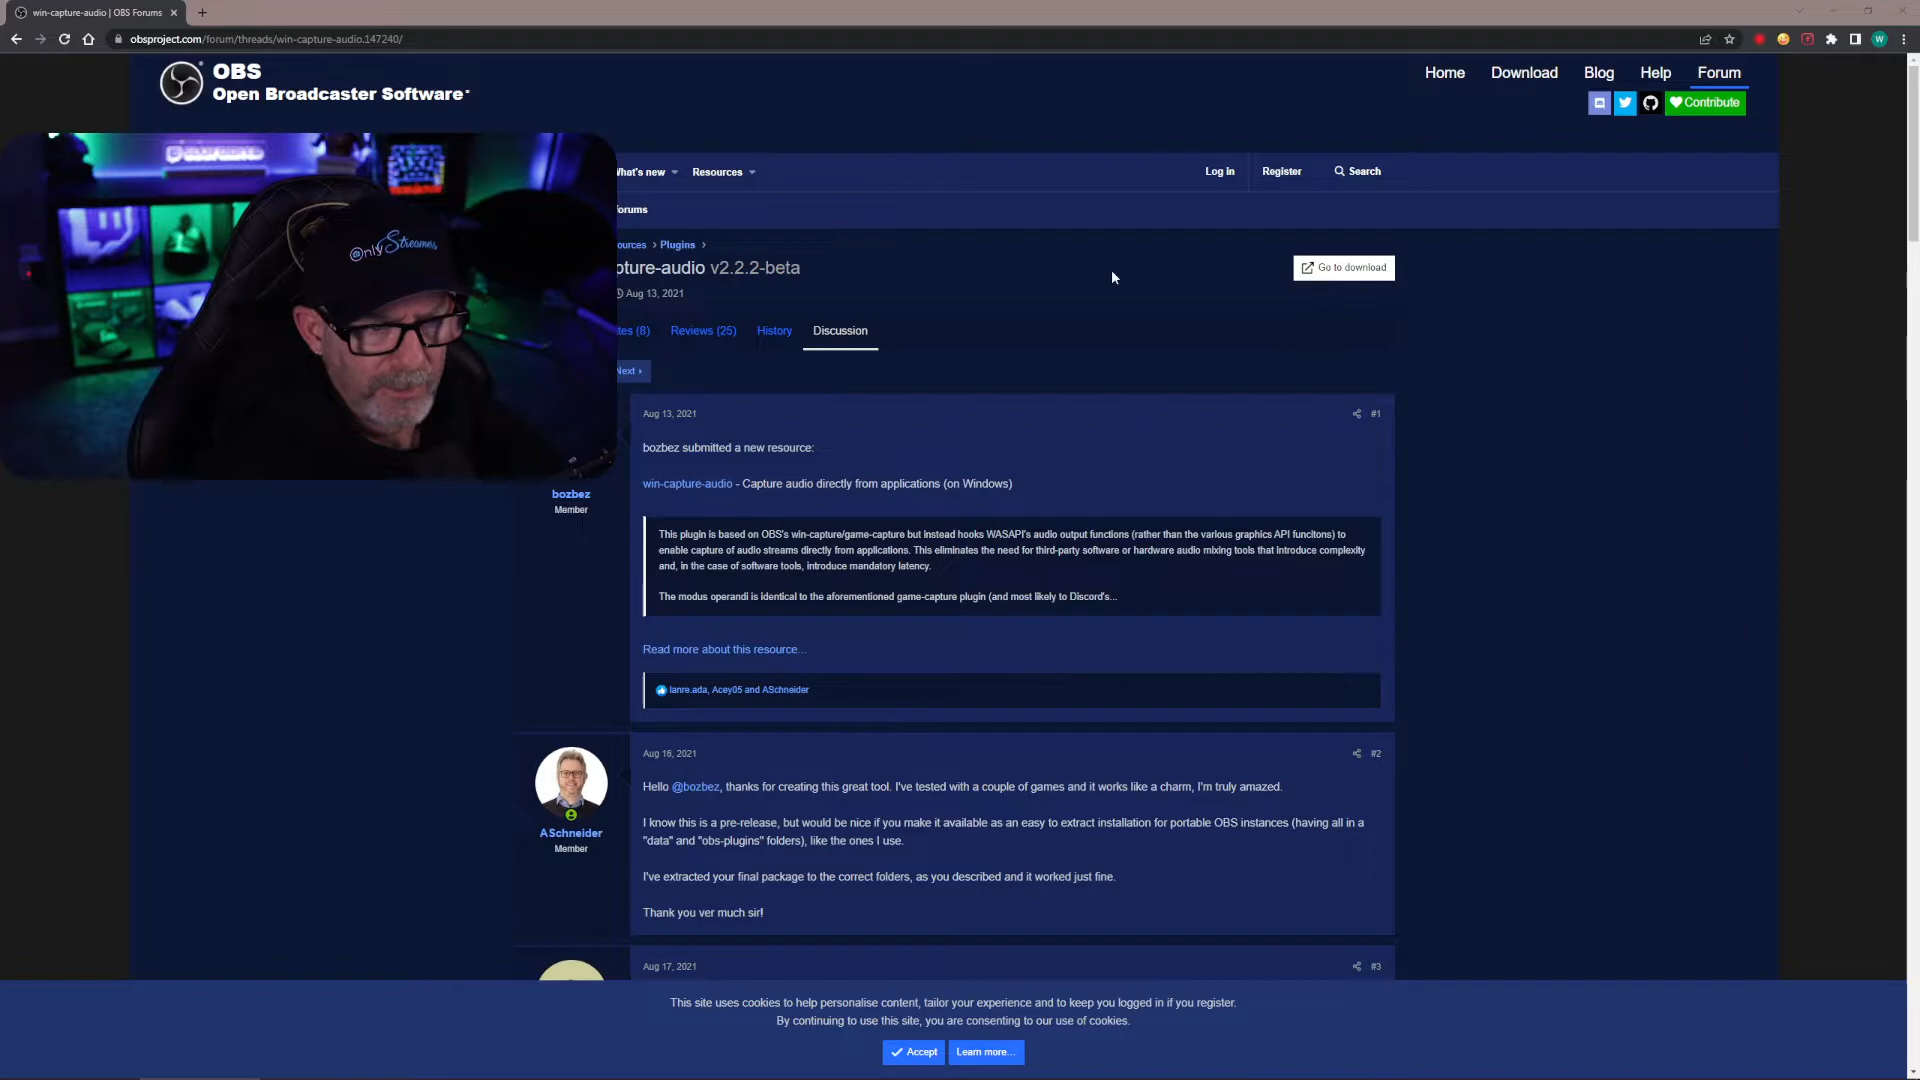 win-capture-audio | OBS Forums
obsproject.com/forum/threads/win-capture-audio.147240/
W
OBS
Open Broadcaster Software
Home Download Blog Help Forum
Contribute
What's new Resources Log in Register Search
forums
ources › Plugins ›
pture-audio v2.2.2-beta
Go to download
Aug 13, 2021
tes (8) Reviews (25) History Discussion
Next
@nlyStreamers
bozbez
Member
Aug 13, 2021 #1
bozbez submitted a new resource:
win-capture-audio - Capture audio directly from applications (on Windows)
This plugin is based on OBS's win-capture/game-capture but instead hooks WASAPI's audio output functions (rather than the various graphics API funcitons) to
enable capture of audio streams directly from applications. This eliminates the need for third-party software or hardware audio mixing tools that introduce complexity
and, in the case of software tools, introduce mandatory latency.
The modus operandi is identical to the aforementioned game-capture plugin (and most likely to Discord's...
Read more about this resource...
lanre.ada, Acey05 and ASchneider
ASchneider
Member
Aug 16, 2021 #2
Hello @bozbez, thanks for creating this great tool. I've tested with a couple of games and it works like a charm, I'm truly amazed.
I know this is a pre-release, but would be nice if you make it available as an easy to extract installation for portable OBS instances (having all in a
"data" and "obs-plugins" folders), like the ones I use.
I've extracted your final package to the correct folders, as you described and it worked just fine.
Thank you ver much sir!
Aug 17, 2021 #3
This site uses cookies to help personalise content, tailor your experience and to keep you logged in if you register.
By continuing to use this site, you are consenting to our use of cookies.
Accept Learn more...